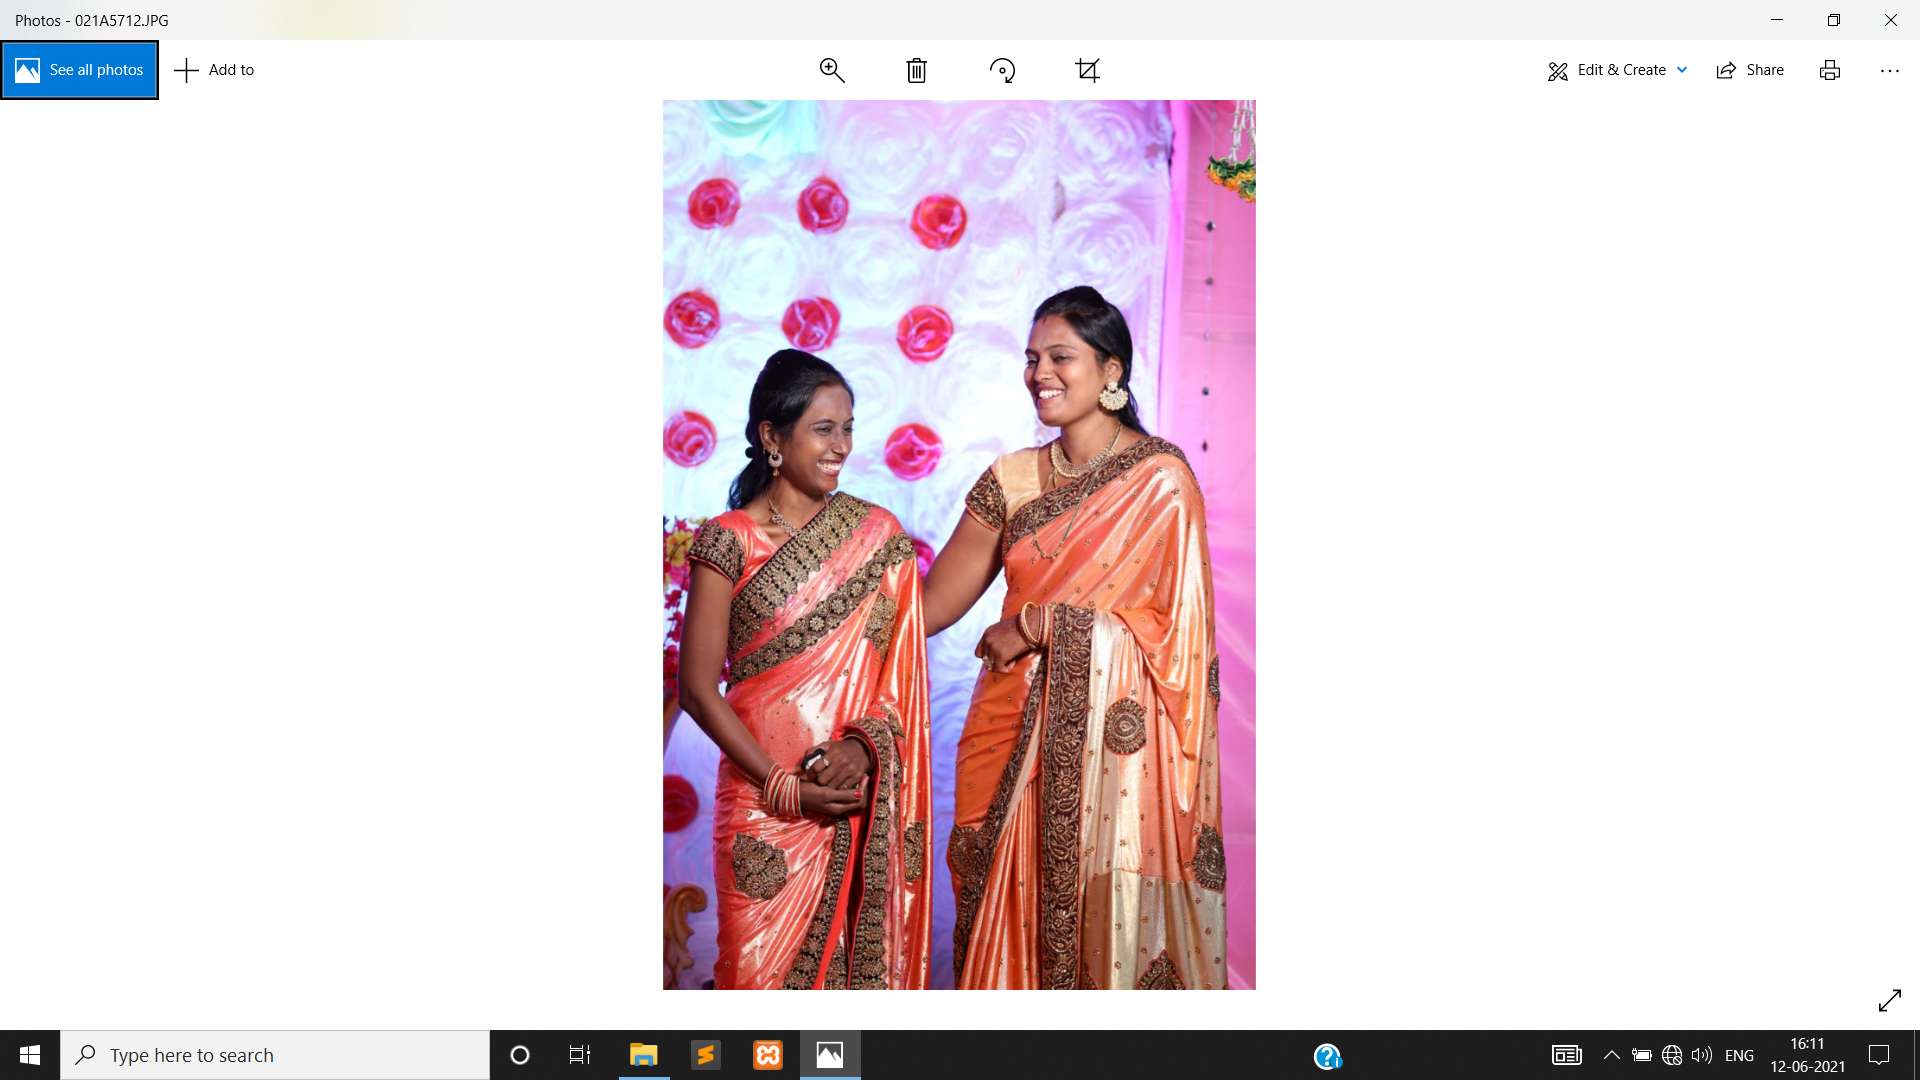 Photos - 021A5712.JPG
See all photos
Add to
Edit & Create
Share
Type here to search
ENG
16:11
12-06-2021